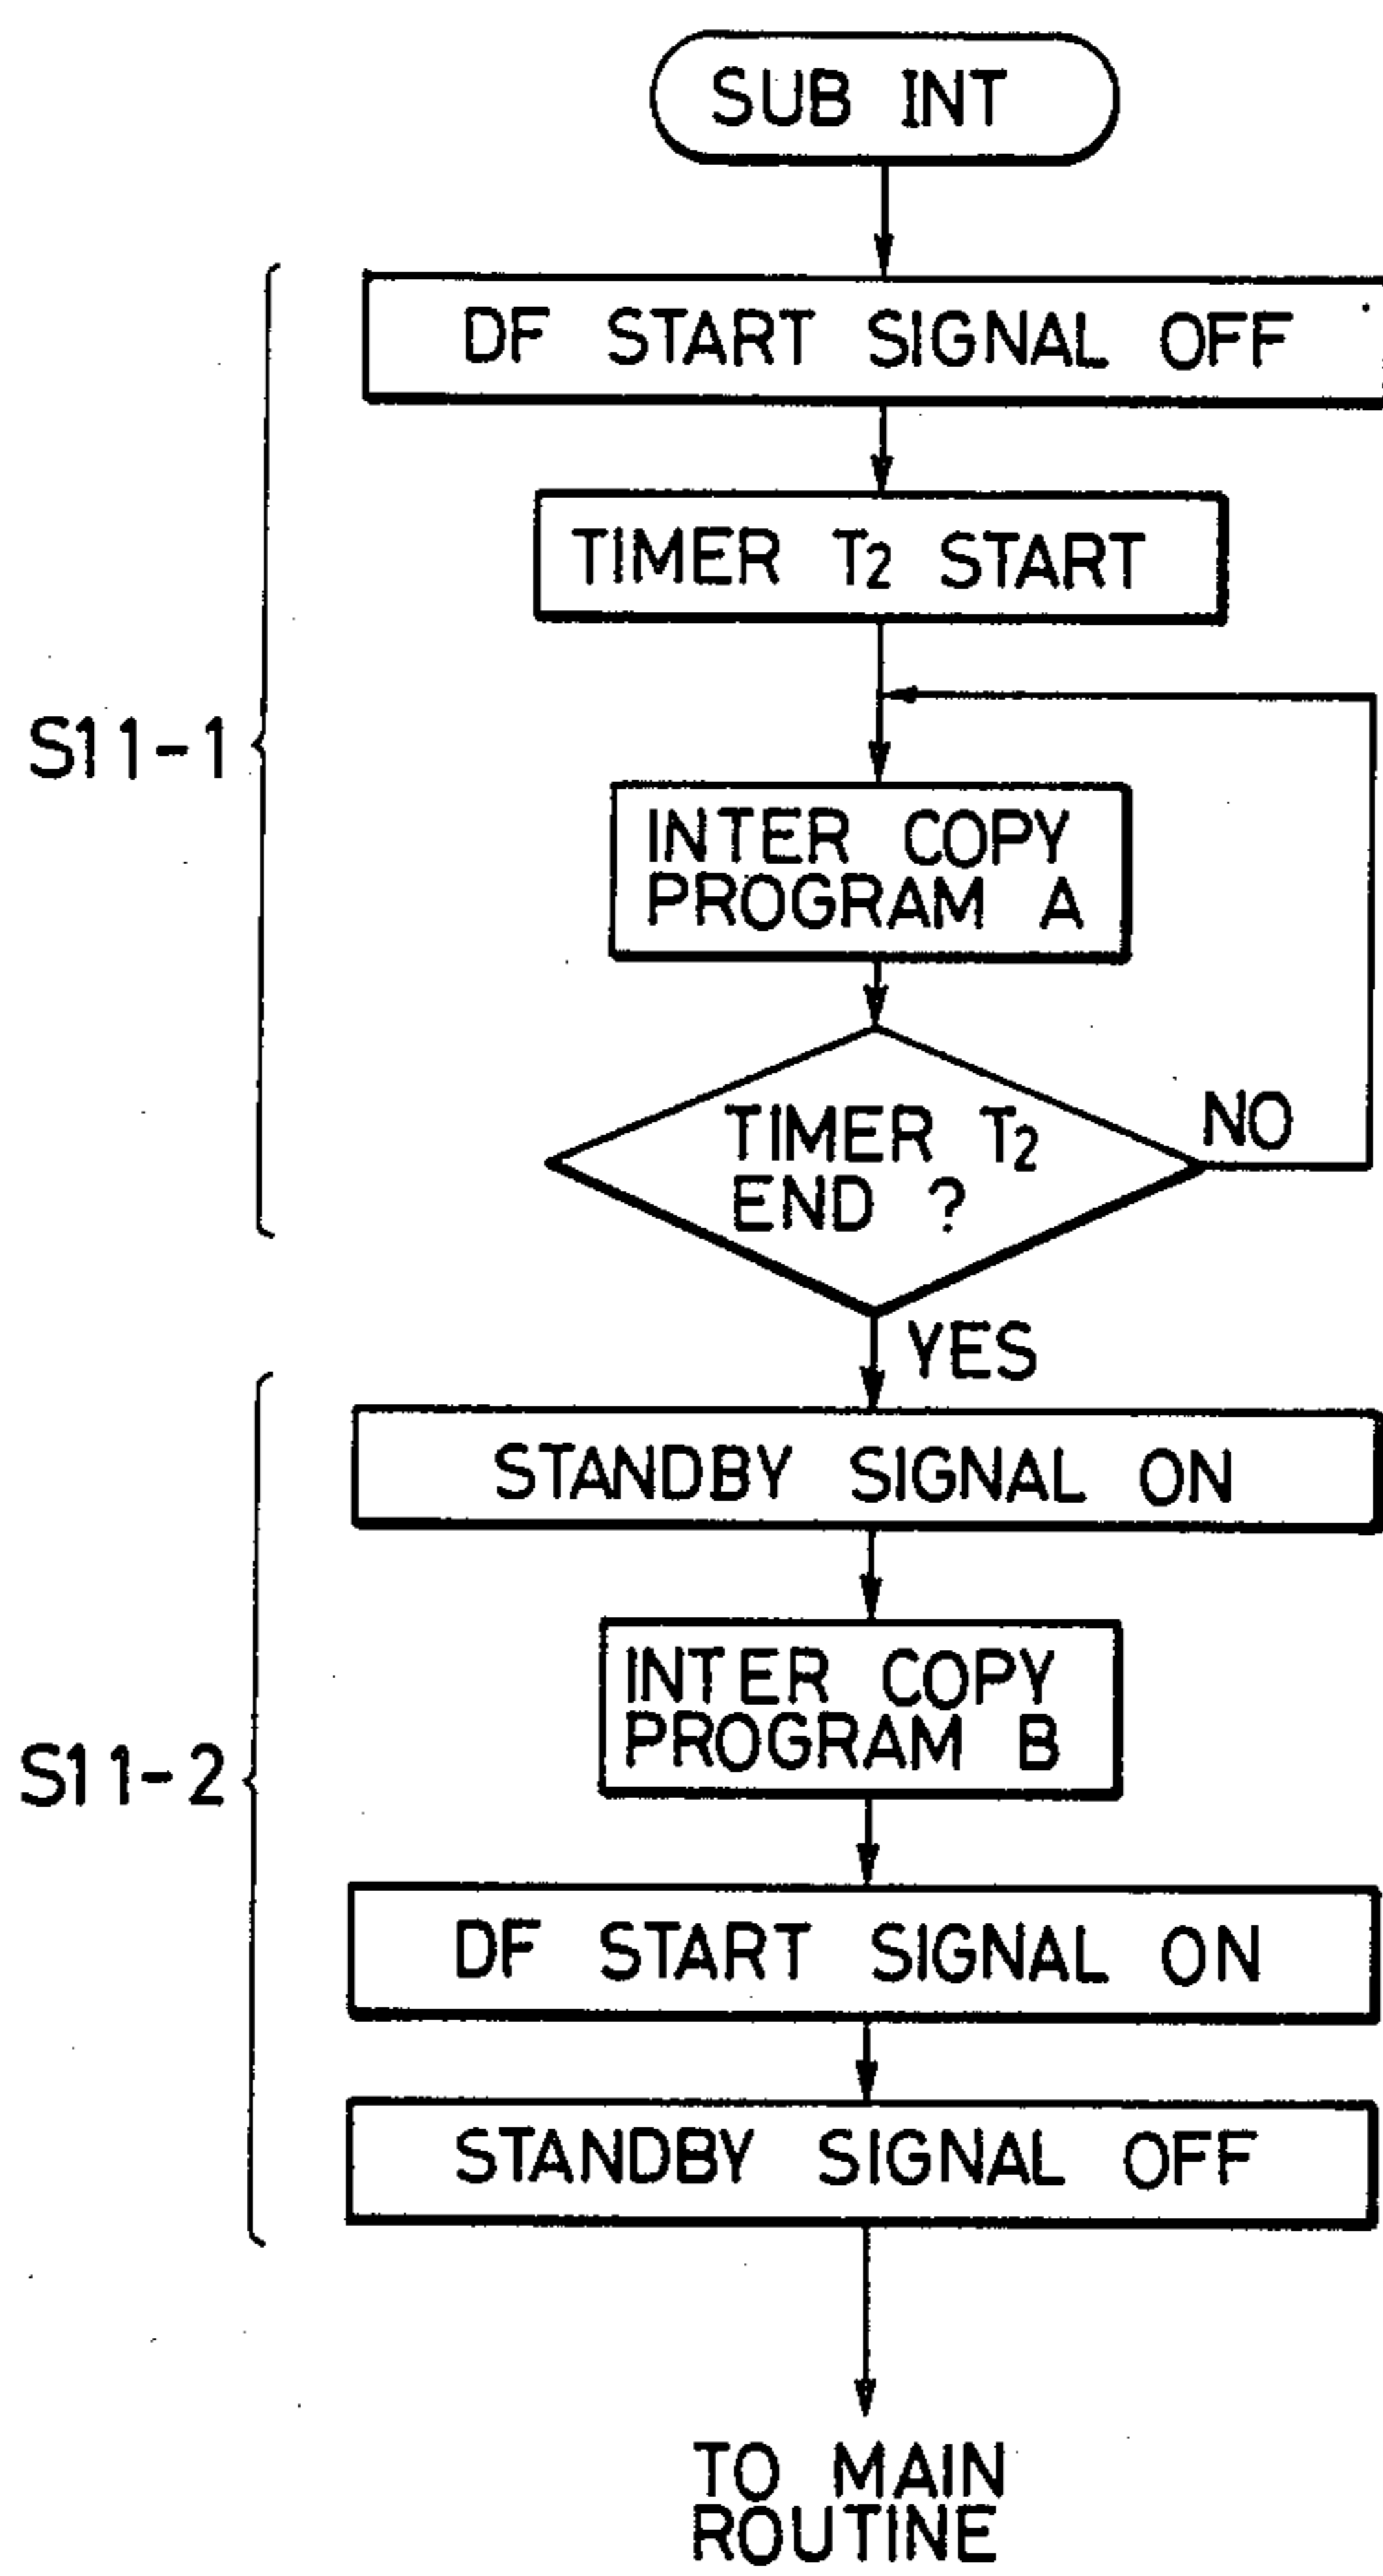 SUB INT
DF START SIGNAL OFF
TIMER T2 START
S11-1
INTER COPY
PROGRAM A
TIMER T2
END ?
NO
YES
STANDBY SIGNAL ON
INTER COPY
PROGRAM B
S11-2
DF START SIGNAL ON
STANDBY SIGNAL OFF
TO MAIN
ROUTINE